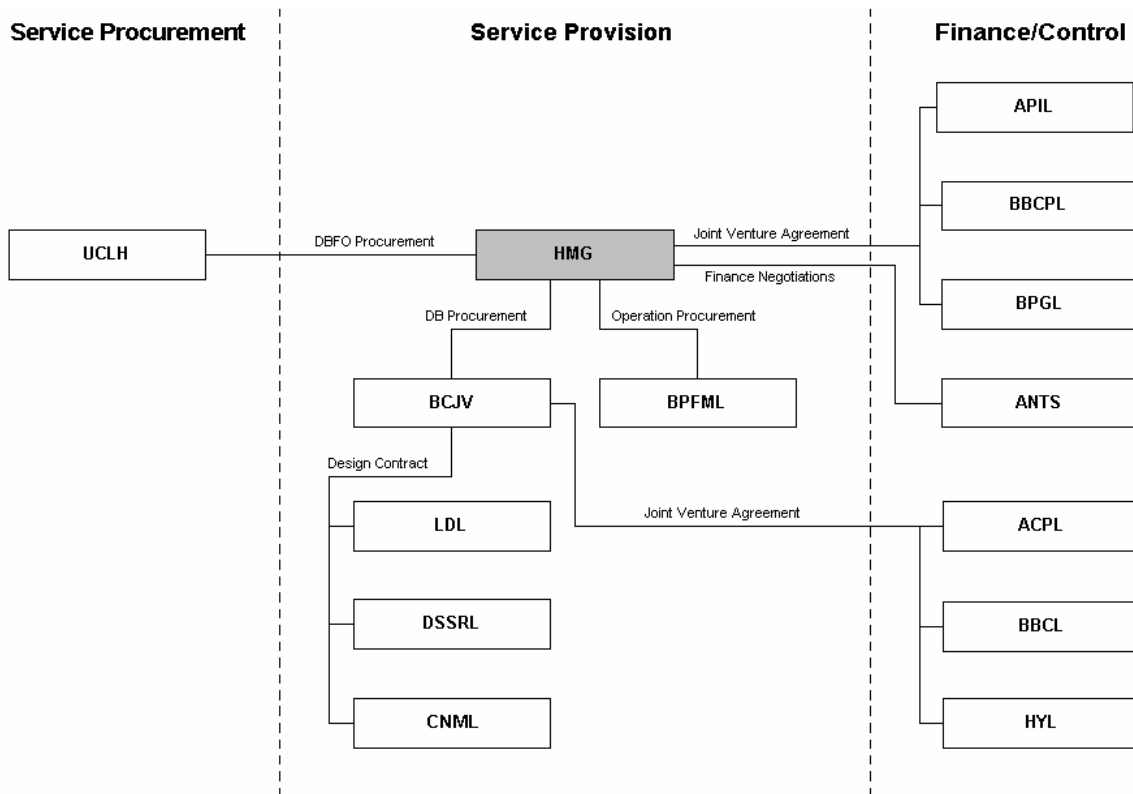 Service Procurement
Service Provision
Finance/Control
APIL
BBCPL
UCLH
DBFO Procurement
HMG
Joint Venture Agreement
Finance Negotiations
BPGL
DB Procurement
Operation Procurement
BCJV
BPFML
ANTS
Design Contract
LDL
Joint Venture Agreement
ACPL
DSSRL
BBCL
CNML
HYL